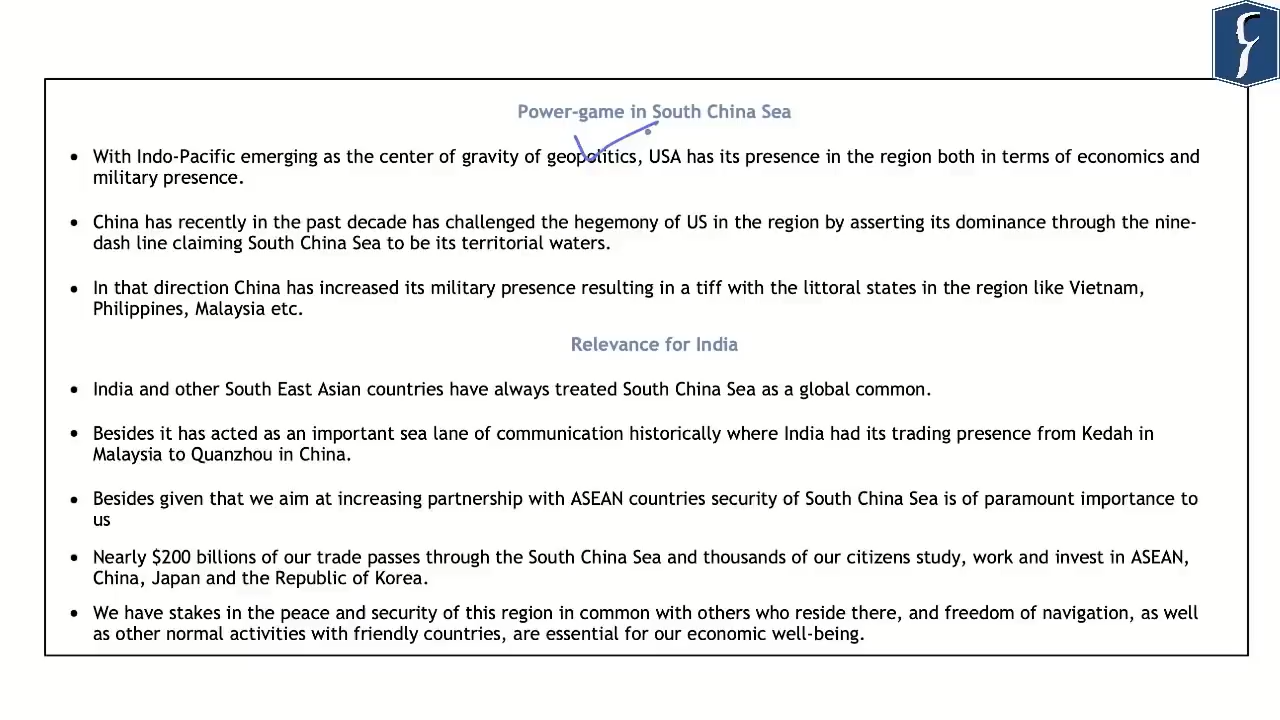 Power-game in South China Sea
• With Indo-Pacific emerging as the center of gravity of geopolitics, USA has its presence in the region both in terms of economics and
military presence.
• China has recently in the past decade has challenged the hegemony of US in the region by asserting its dominance through the nine-
dash line claiming South China Sea to be its territorial waters.
• In that direction China has increased its military presence resulting in a tiff with the littoral states in the region like Vietnam,
Philippines, Malaysia etc.
Relevance for India
• India and other South East Asian countries have always treated South China Sea as a global common.
• Besides it has acted as an important sea lane of communication historically where India had its trading presence from Kedah in
Malaysia to Quanzhou in China.
• Besides given that we aim at increasing partnership with ASEAN countries security of South China Sea is of paramount importance to
us
• Nearly $200 billions of our trade passes through the South China Sea and thousands of our citizens study, work and invest in ASEAN,
China, Japan and the Republic of Korea.
• We have stakes in the peace and security of this region in common with others who reside there, and freedom of navigation, as well
as other normal activities with friendly countries, are essential for our economic well-being.